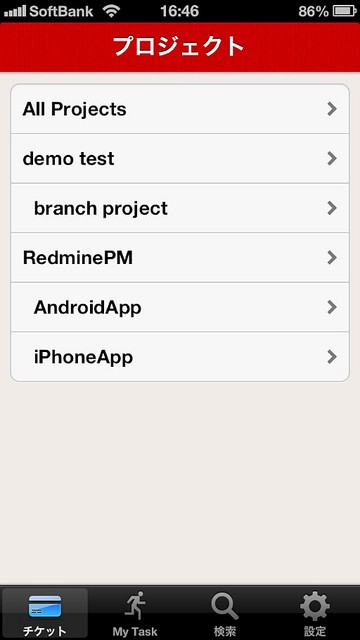 SoftBank 16:46 86%
プロジェクト
All Projects
demo test
branch project
RedminePM
AndroidApp
iPhoneApp
チケット My Task 検索 設定